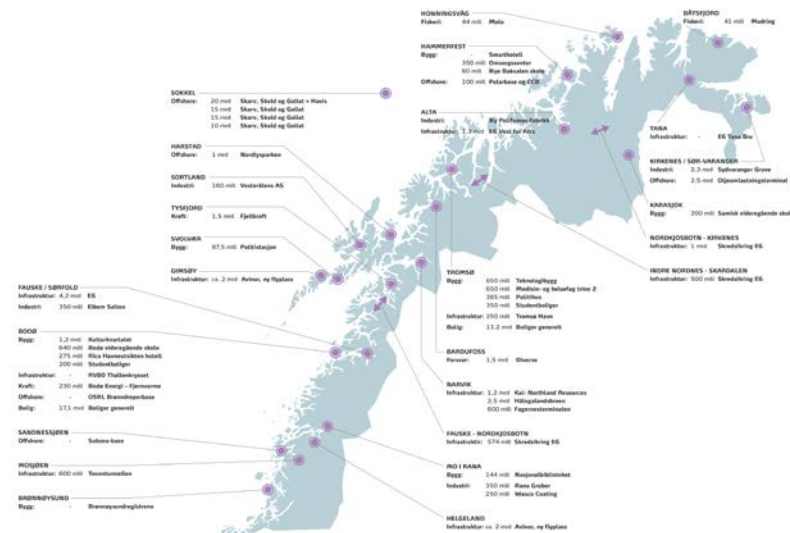 HONNINGSVÅG
Fiskeri: 44 mill Molo
BÅTSFJORD
Fiskeri: 41 mill Mudring
HAMMERFEST
Bygg: - Smarthotell
350 mill Omsorgssenter
60 mill Nye Baksalen skole
Offshore: 100 mill Polarbase og CCB
SOKKEL
Offshore: 20 mrd Skarv, Skuld og Goliat + Havis
15 mrd Skarv, Skuld og Goliat
15 mrd Skarv, Skuld og Goliat
10 mrd Skarv, Skuld og Goliat
ALTA
Industri: Ny Pelifoss fabrikk
Infrastruktur: 1,3 mrd E6 Vest for Alta
TANA
Infrastruktur: - E6 Tana Bru
HARSTAD
Offshore: 1 mrd Nordlysparken
KIRKENES / SØR-VARANGER
Industri: 2,3 mrd Sydvaranger Gruve
Offshore: 2,5 mrd Oljeomlastningsterminal
SORTLAND
Industri: 160 mill Vesterålens AS
KARASJOK
Bygg: 200 mill Samisk videregående skole
TYSFJORD
Kraft: 1,5 mrd Fjellkraft
NORDKJOSBOTN - KIRKENES
Infrastruktur: 1 mrd Skredsikring E6
SVOLVÆR
Bygg: 87,5 mill Politistasjon
INDRE NORDNES - SKARDALEN
Infrastruktur: 500 mill Skredsikring E6
GIMSØY
Infrastruktur: ca. 2 mrd Avinor, ny flyplass
TROMSØ
Bygg: 650 mill Teknologibygg
650 mill Medisin- og helsefag trinn 2
385 mill Politihus
350 mill Studentboliger
Infrastruktur: 250 mill Tromsø Havn
Bolig: 13,2 mrd Boliger generelt
FAUSKE / SØRFOLD
Infrastruktur: 4,2 mrd E6
Industri: 350 mill Elkem Salten
BODØ
Bygg: 1,2 mrd Kulturkvartalet
640 mill Bodø videregående skole
275 mill Rica Havneutsikten hotell
200 mill Studentboliger
Infrastruktur: - RV80 Thallekrysset
Kraft: 230 mill Bodø Energi - Fjernvarme
Offshore: - OSRL Brønndreperbase
Bolig: 17,1 mrd Boliger generelt
BARDUFOSS
Forsvar: 1,5 mrd Diverse
NARVIK
Infrastruktur: 1,2 mrd Kai: Northland Resources
2,5 mrd Hålogalandsbroen
600 mill Fagernesterminalen
SANDNESSJØEN
Offshore: - Subsea-base
FAUSKE - NORDKJOSBOTN
Infrastruktir: 574 mill Skredsikring E6
MOSJØEN
Infrastruktur: 600 mill Toventunnellen
MO I RANA
Bygg: 144 mill Nasjonalbiblioteket
Industri: 350 mill Rana Gruber
250 mill Wasco Coating
BRØNNØYSUND
Bygg: - Brønnøysundregistrene
HELGELAND
Infrastruktur: ca 2 mrd Avinor, ny flyplass